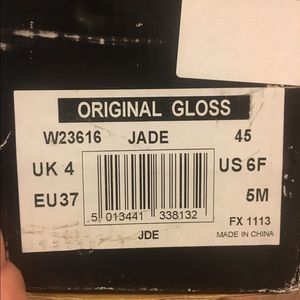 ORIGINAL GLOSS
W23616 JADE 45
UK 4 US 6F
EU37 5M
5 013441 338132 FX 1113
JDE MADE IN CHINA